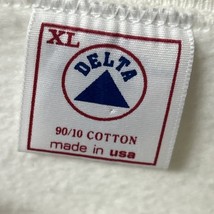 XL
DELTA
90/10 COTTON
made in usa